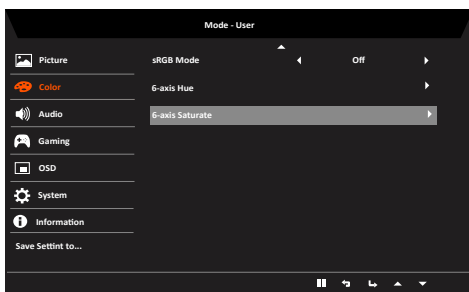 Mode - User
Picture
Color
Audio
Gaming
OSD
System
Information
Save Settint to...
sRGB Mode Off
6-axis Hue
6-axis Saturate